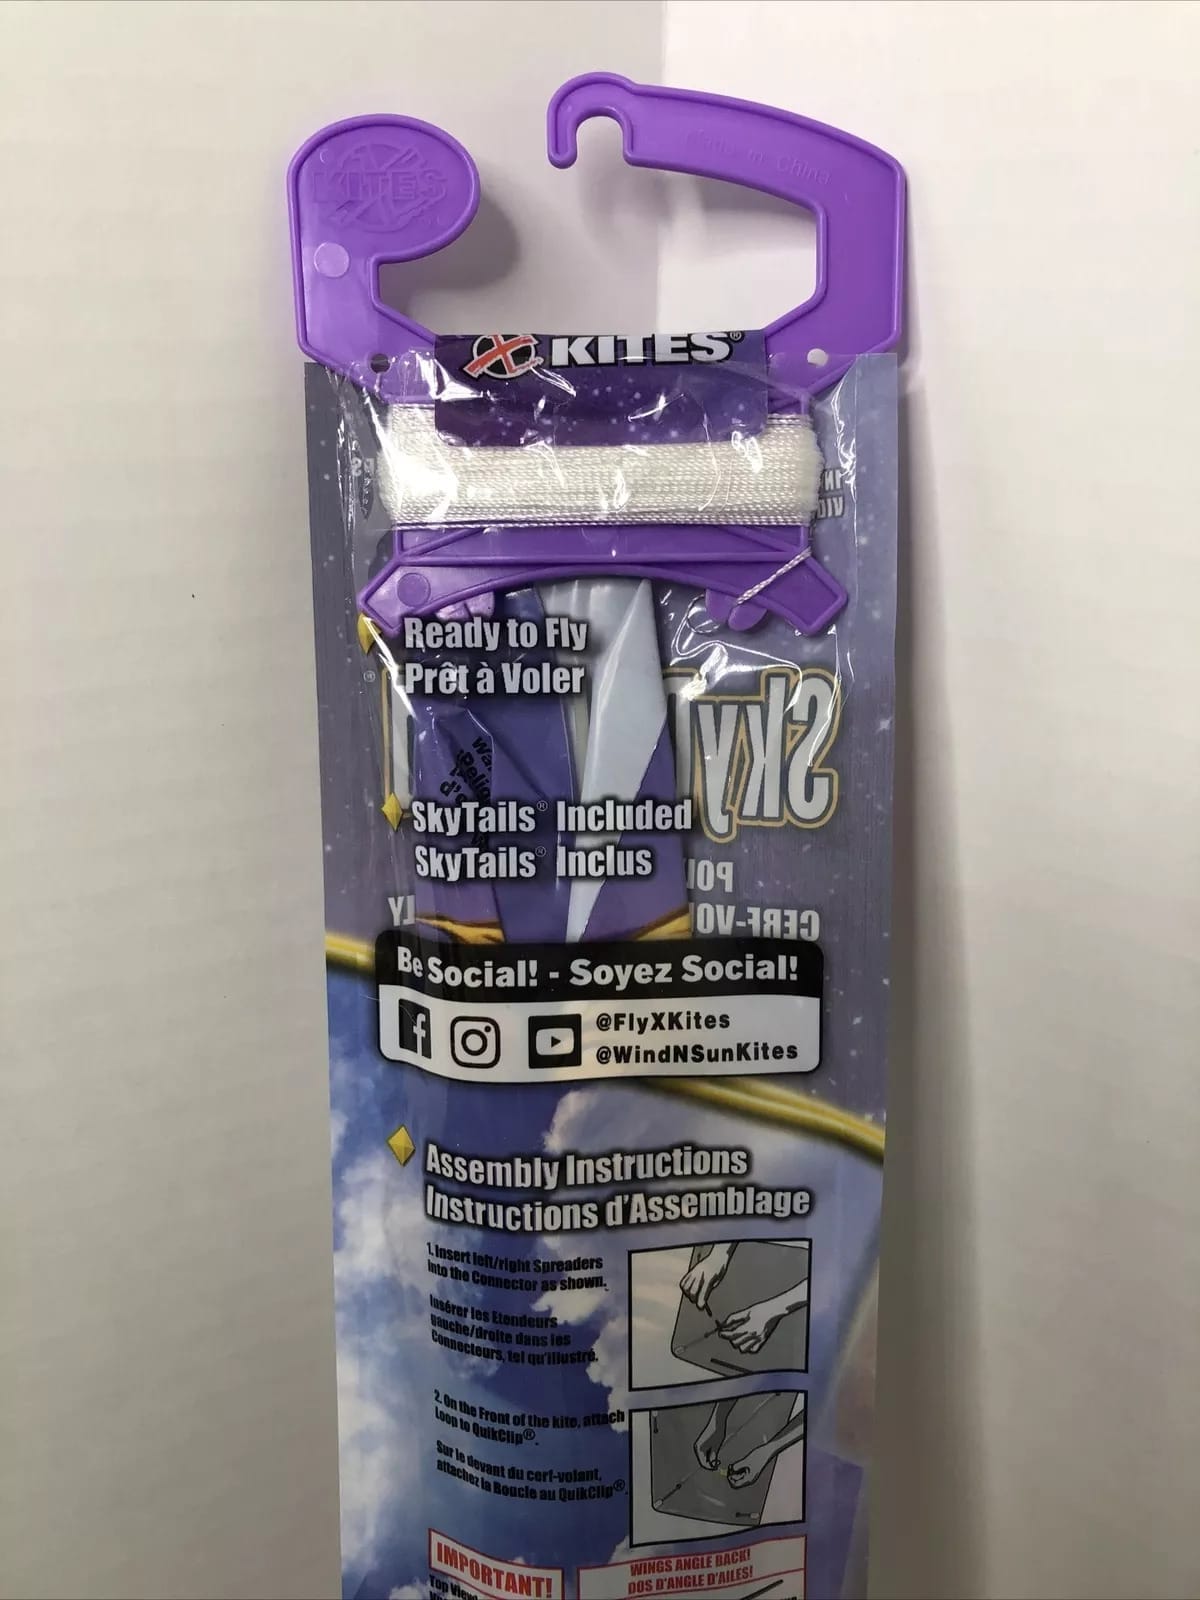 KITES
Made in China
X KITES®
Ready to Fly
Prêt à Voler
Sky
SkyTails® Included
SkyTails® Inclus
Be Social! - Soyez Social!
@FlyXKites
@WindNSunKites
Assembly Instructions
Instructions d'Assemblage
1. Insert left/right Spreaders
into the Connector as shown.
Insérer les Etendeurs
gauche/droite dans les
Connecteurs, tel qu'illustré.
2. On the Front of the kite, attach
Loop to QuikClip®.
Sur le devant du cerf-volant,
attachez la Boucle au QuikClip®.
IMPORTANT!
Top View
WINGS ANGLE BACK!
DOS D'ANGLE D'AILES!